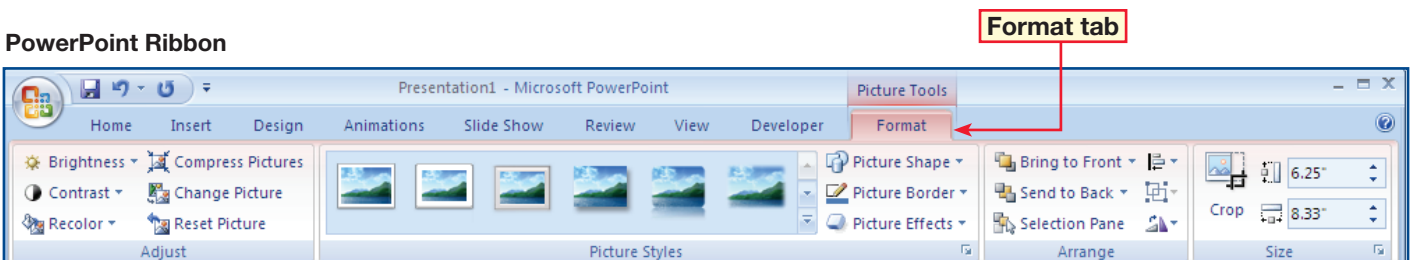 Format tab
PowerPoint Ribbon
Presentation1 - Microsoft PowerPoint Picture Tools
Home Insert Design Animations Slide Show Review View Developer Format
Brightness Compress Pictures Picture Shape Bring to Front 6.25"
Contrast Change Picture Picture Border Send to Back
Recolor Reset Picture Picture Effects Selection Pane Crop 8.33"
Adjust Picture Styles Arrange Size